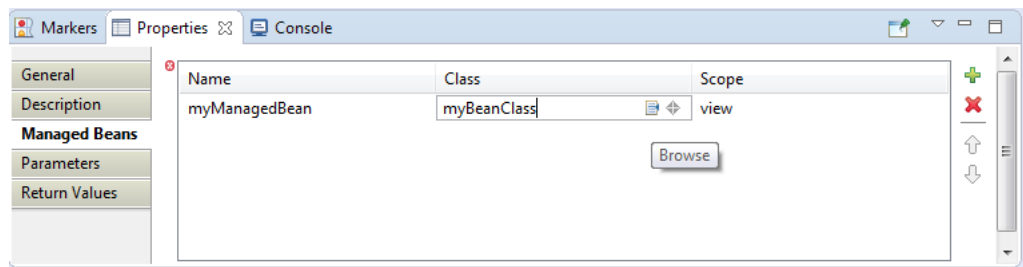 Markers Properties Console
General
Description
Managed Beans
Parameters
Return Values
Name Class Scope
myManagedBean myBeanClass view
Browse